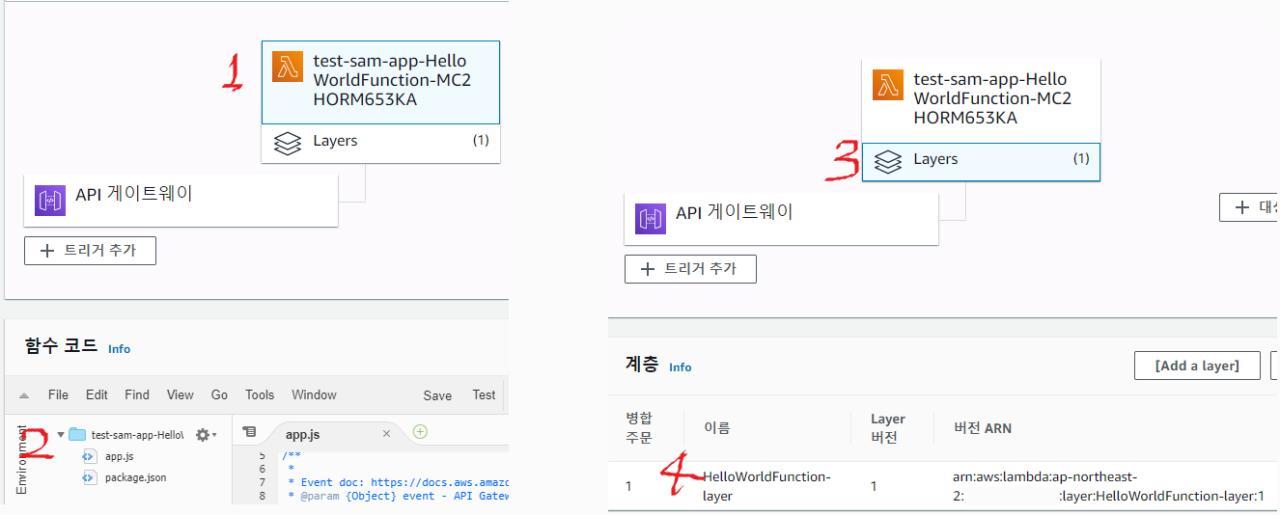 1
test-sam-app-Hello
WorldFunction-MC2
HORM653KA
Layers (1)
API 게이트웨이
+ 트리거 추가
함수 코드 Info
File Edit Find View Go Tools Window Save Test
Environment
2
test-sam-app-Hello\
app.js
package.json
app.js ×
5 /**
6 *
7 * Event doc: https://docs.aws.amazo
8 * @param {Object} event - API Gatew
test-sam-app-Hello
WorldFunction-MC2
HORM653KA
3
Layers (1)
API 게이트웨이
+ 트리거 추가
+ 대상
계층 Info [Add a layer]
병합
주문
이름
Layer
버전
버전 ARN
1
4
HelloWorldFunction-
layer
1
arn:aws:lambda:ap-northeast-
2: :layer:HelloWorldFunction-layer:1